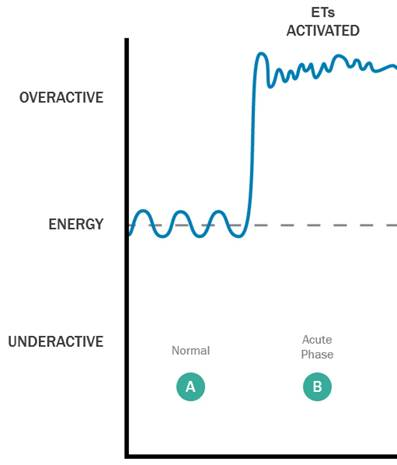 ETs
ACTIVATED
OVERACTIVE
ENERGY
UNDERACTIVE
Normal
Acute
Phase
A
B